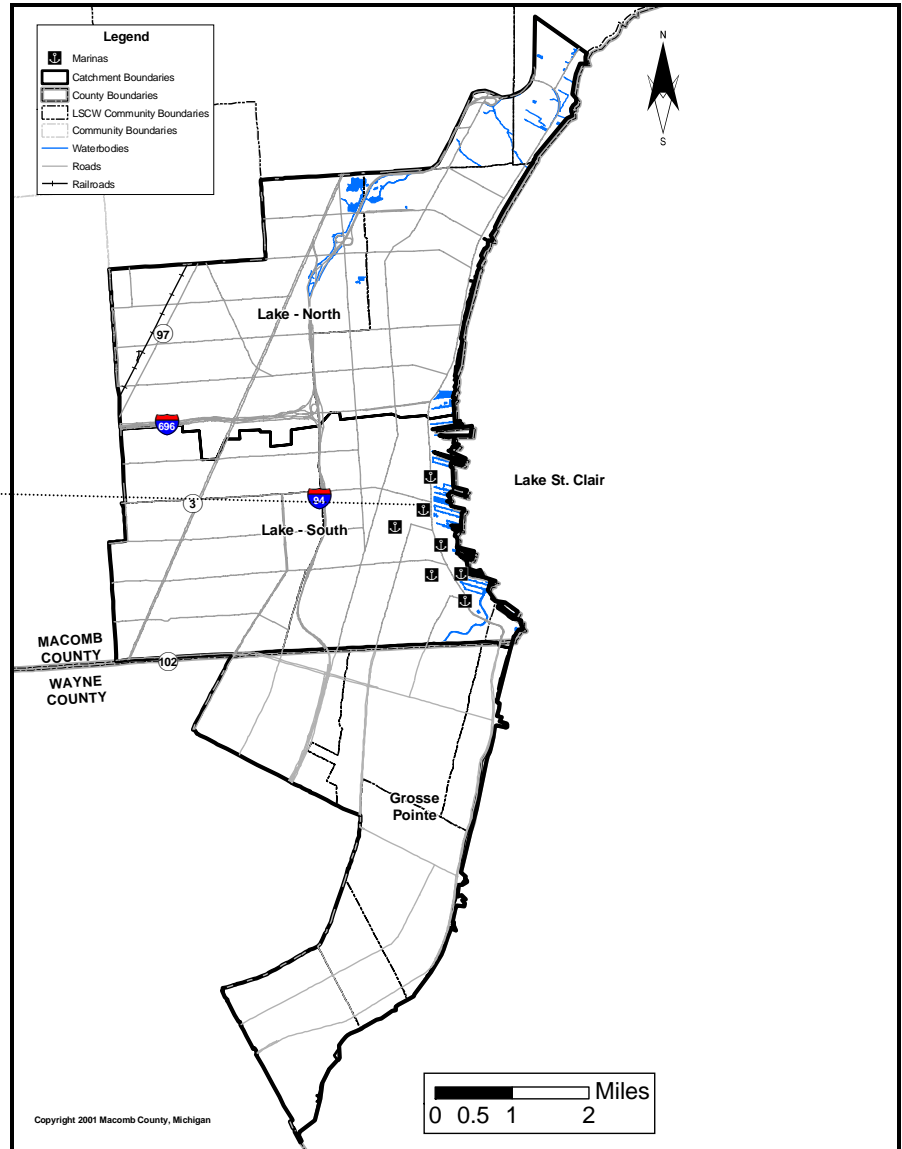 Legend
Marinas
Catchment Boundaries
County Boundaries
LSCW Community Boundaries
Community Boundaries
Waterbodies
Roads
Railroads
N
S
Lake - North
97
696
Lake St. Clair
3
94
Lake - South
MACOMB
COUNTY
102
WAYNE
COUNTY
Grosse
Pointe
Miles
0 0.5 1 2
Copyright 2001 Macomb County, Michigan